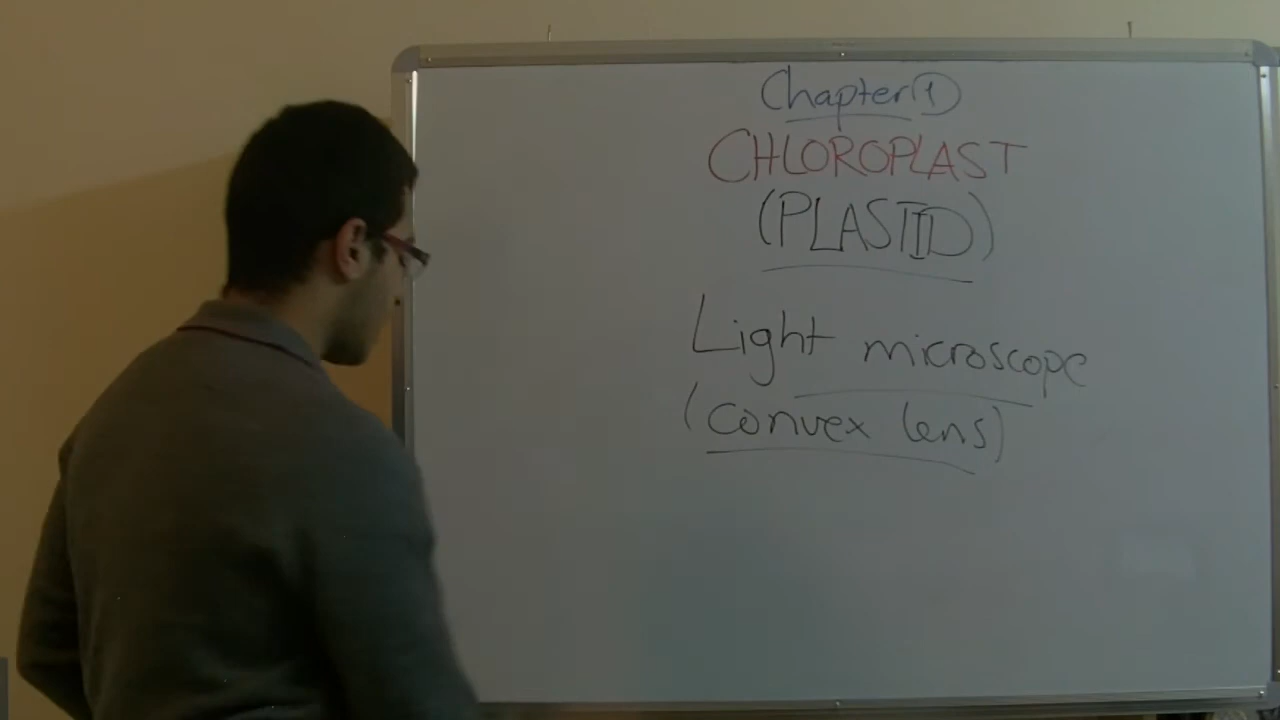 Chapter 1
CHLOROPLAST
(PLASTID)
Light microscope
(convex lens)